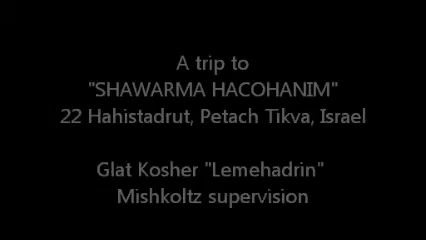 A trip to
"SHAWARMA HACOHANIM"
22 Hahistadrut, Petach Tikva, Israel
Glat Kosher "Lemehadrin"
Mishkoltz supervision